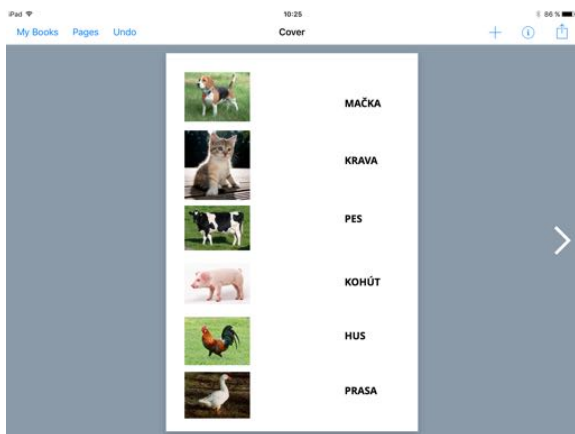 iPad
10:25
86 %
My Books Pages Undo
Cover
MAČKA
KRAVA
PES
KOHÚT
HUS
PRASA